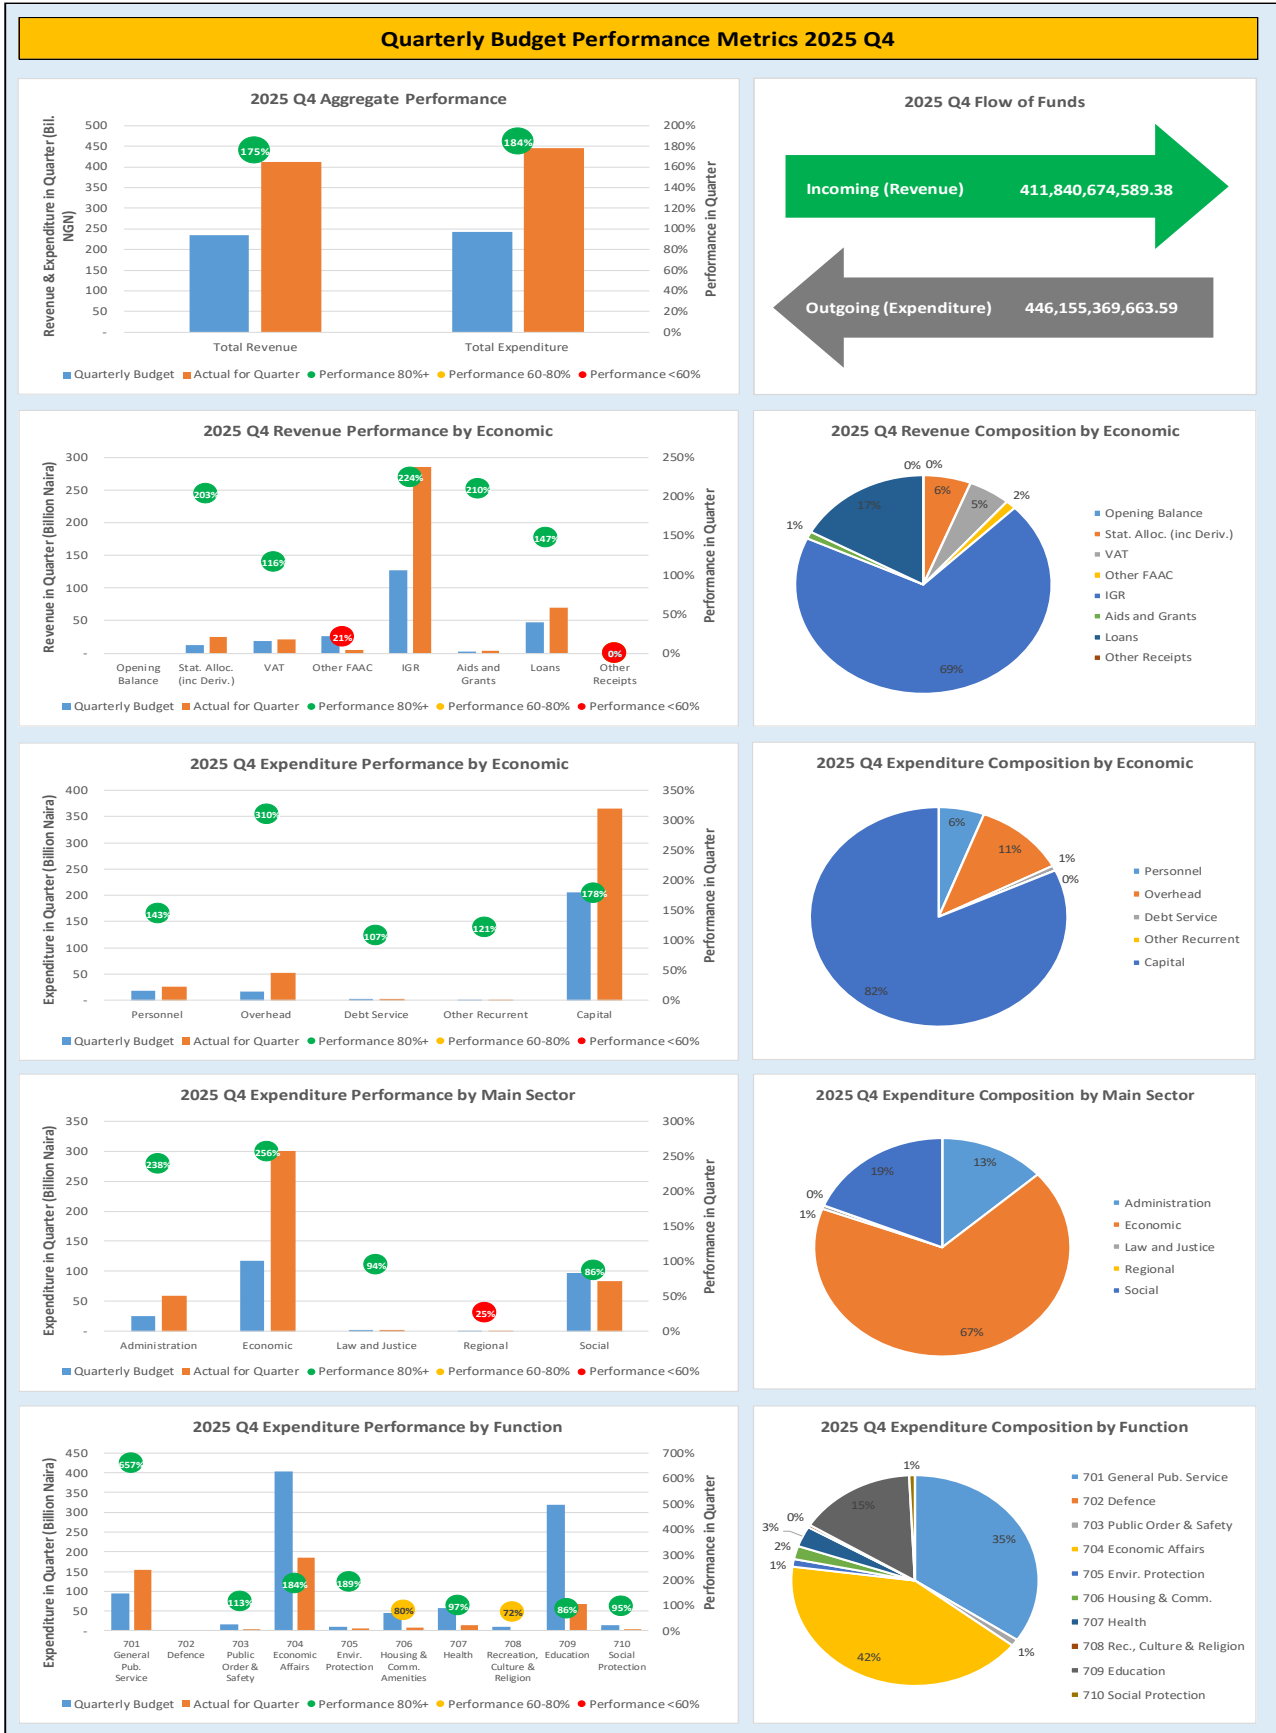 Quarterly Budget Performance Metrics 2025 Q4
2025 Q4 Aggregate Performance
Revenue & Expenditure in Quarter (Bil.
NGN)
500
450
400
350
300
250
200
150
100
50
-
175%
184%
200%
180%
160%
140%
120%
100%
80%
60%
40%
20%
0%
Performance in Quarter
Total Revenue
Total Expenditure
Quarterly Budget
Actual for Quarter
Performance 80%+
Performance 60-80%
Performance <60%
2025 Q4 Flow of Funds
Incoming (Revenue) 411,840,674,589.38
Outgoing (Expenditure) 446,155,369,663.59
2025 Q4 Revenue Performance by Economic
Revenue in Quarter (Billion Naira)
300
250
200
150
100
50
-
203%
116%
21%
224%
210%
147%
0%
250%
200%
150%
100%
50%
0%
Performance in Quarter
Opening
Balance
Stat. Alloc.
(inc Deriv.)
VAT
Other FAAC
IGR
Aids and
Grants
Loans
Other
Receipts
Quarterly Budget
Actual for Quarter
Performance 80%+
Performance 60-80%
Performance <60%
2025 Q4 Revenue Composition by Economic
0%
0%
6%
5%
2%
69%
1%
17%
Opening Balance
Stat. Alloc. (inc Deriv.)
VAT
Other FAAC
IGR
Aids and Grants
Loans
Other Receipts
2025 Q4 Expenditure Performance by Economic
Expenditure in Quarter (Billion Naira)
400
350
300
250
200
150
100
50
-
143%
310%
107%
121%
178%
350%
300%
250%
200%
150%
100%
50%
0%
Performance in Quarter
Personnel
Overhead
Debt Service
Other Recurrent
Capital
Quarterly Budget
Actual for Quarter
Performance 80%+
Performance 60-80%
Performance <60%
2025 Q4 Expenditure Composition by Economic
6%
11%
1%
0%
82%
Personnel
Overhead
Debt Service
Other Recurrent
Capital
2025 Q4 Expenditure Performance by Main Sector
Expenditure in Quarter (Billion Naira)
350
300
250
200
150
100
50
-
238%
256%
94%
25%
86%
300%
250%
200%
150%
100%
50%
0%
Performance in Quarter
Administration
Economic
Law and Justice
Regional
Social
Quarterly Budget
Actual for Quarter
Performance 80%+
Performance 60-80%
Performance <60%
2025 Q4 Expenditure Composition by Main Sector
13%
67%
1%
0%
19%
Administration
Economic
Law and Justice
Regional
Social
2025 Q4 Expenditure Performance by Function
Expenditure in Quarter (Billion Naira)
450
400
350
300
250
200
150
100
50
-
657%
113%
184%
189%
80%
97%
72%
86%
95%
700%
600%
500%
400%
300%
200%
100%
0%
Performance in Quarter
701
General
Pub.
Service
702
Defence
703
Public
Order &
Safety
704
Economic
Affairs
705
Envir.
Protection
706
Housing &
Comm.
Amenities
707
Health
708
Recreation,
Culture &
Religion
709
Education
710
Social
Protection
Quarterly Budget
Actual for Quarter
Performance 80%+
Performance 60-80%
Performance <60%
2025 Q4 Expenditure Composition by Function
1%
35%
1%
42%
1%
2%
3%
0%
15%
701 General Pub. Service
702 Defence
703 Public Order & Safety
704 Economic Affairs
705 Envir. Protection
706 Housing & Comm.
707 Health
708 Rec., Culture & Religion
709 Education
710 Social Protection